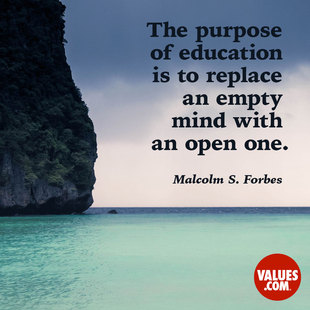 The purpose
of education
is to replace
an empty
mind with
an open one.
Malcolm S. Forbes
VALUES
.COM